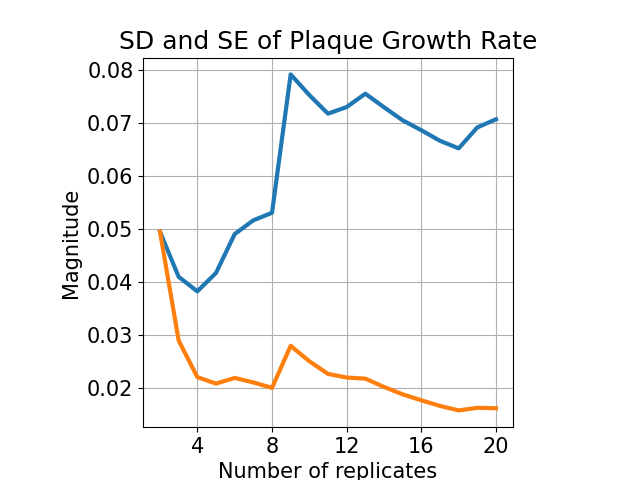 SD and SE of Plaque Growth Rate
0.08
0.07
0.06
0.05
0.04
0.03
0.02
Magnitude
4 8 12 16 20
Number of replicates